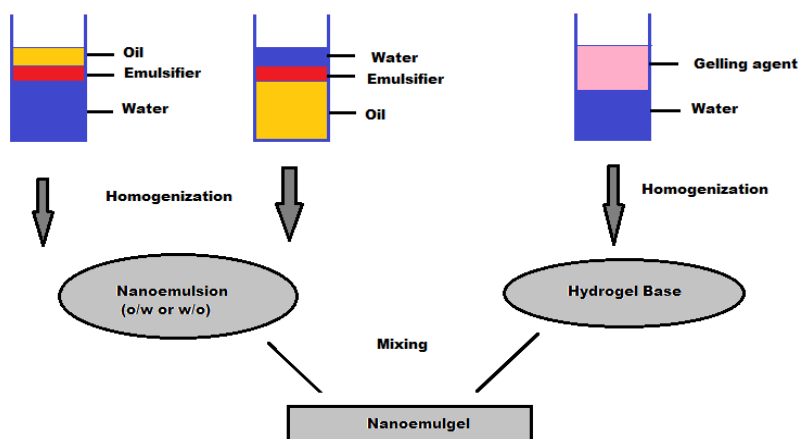 Oil
Emulsifier
Water
Water
Emulsifier
Oil
Gelling agent
Water
Homogenization
Homogenization
Nanoemulsion
(o/w or w/o)
Hydrogel Base
Mixing
Nanoemulgel